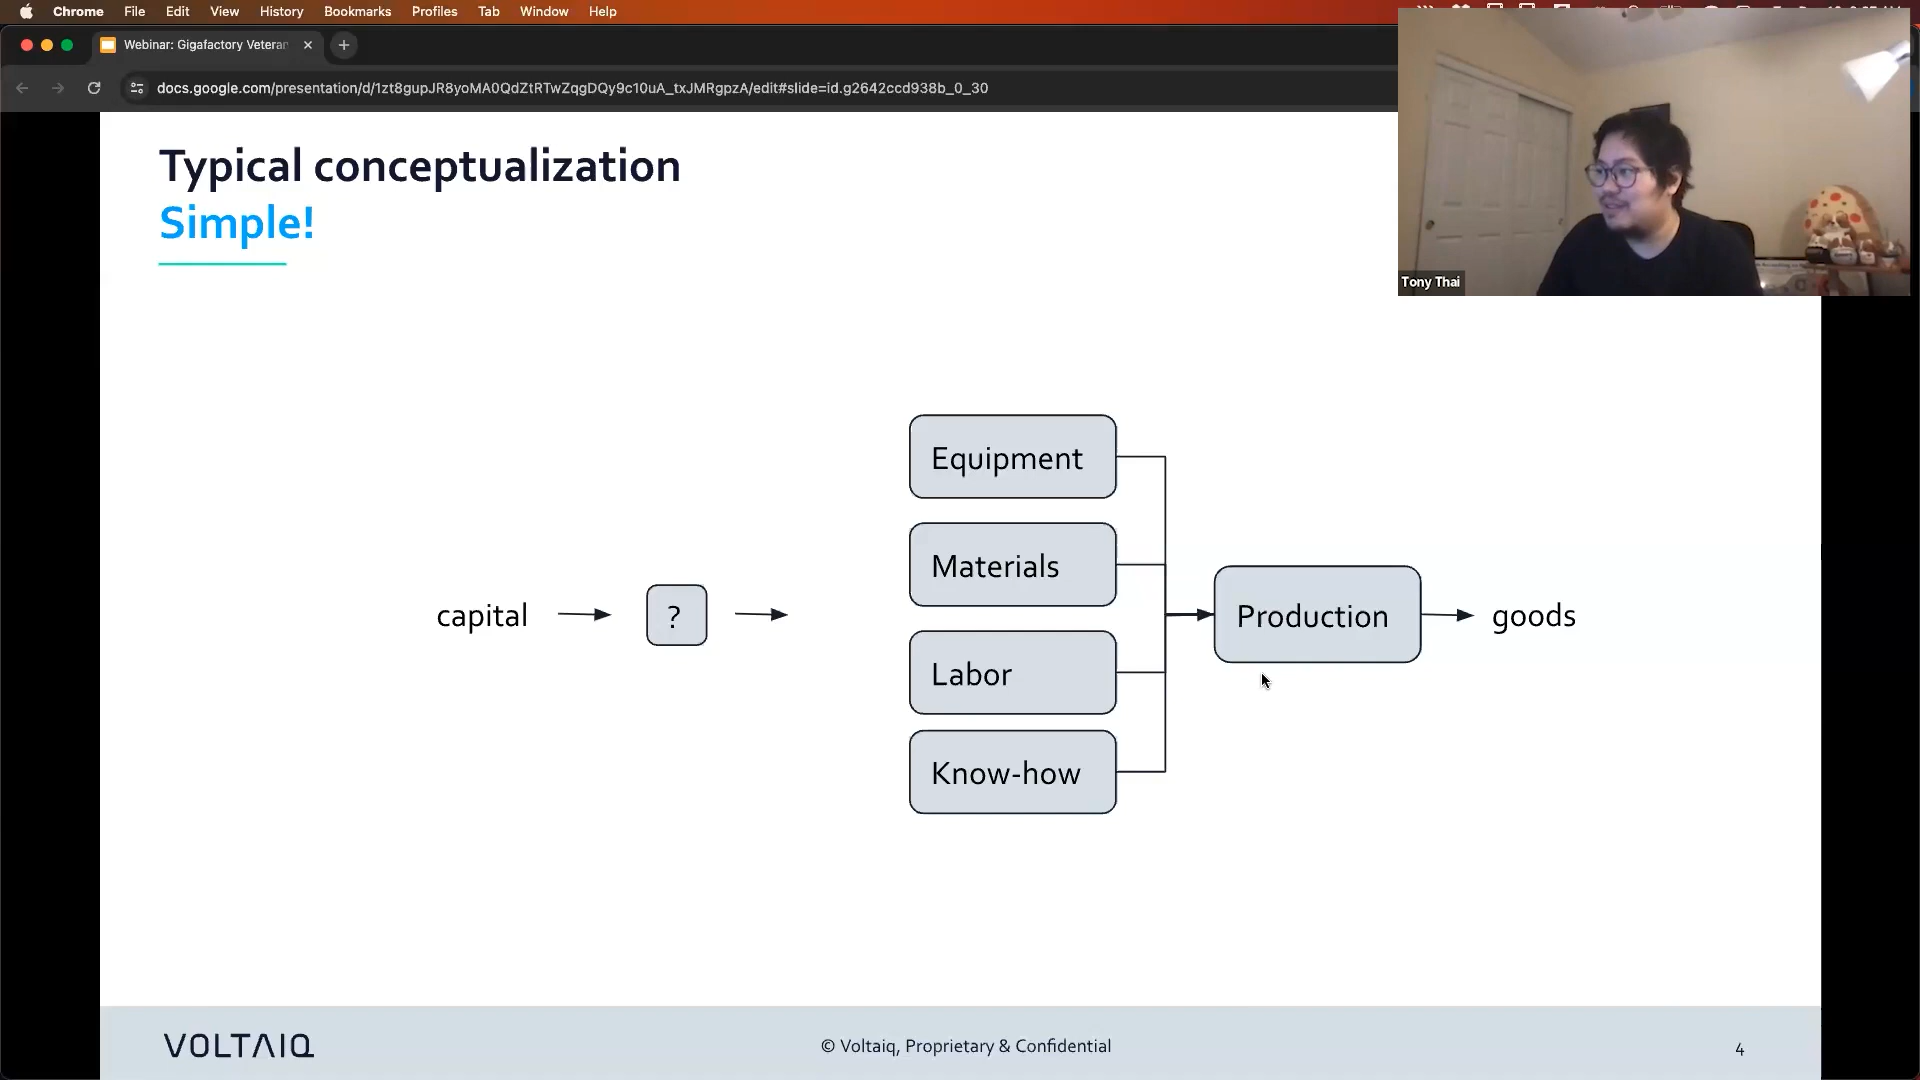 Chrome File Edit View History Bookmarks Profiles Tab Window Help
Webinar: Gigafactory Veteran
docs.google.com/presentation/d/1zt8gupJR8yoMA0QdZtRTwZqgDQy9c10uA_txJMRgpzA/edit#slide=id.g2642ccd938b_0_30
Tony Thai
Typical conceptualization
Simple!
Equipment
Materials
capital
?
Production
goods
Labor
Know-how
VOLTAIQ
© Voltaiq, Proprietary & Confidential
4